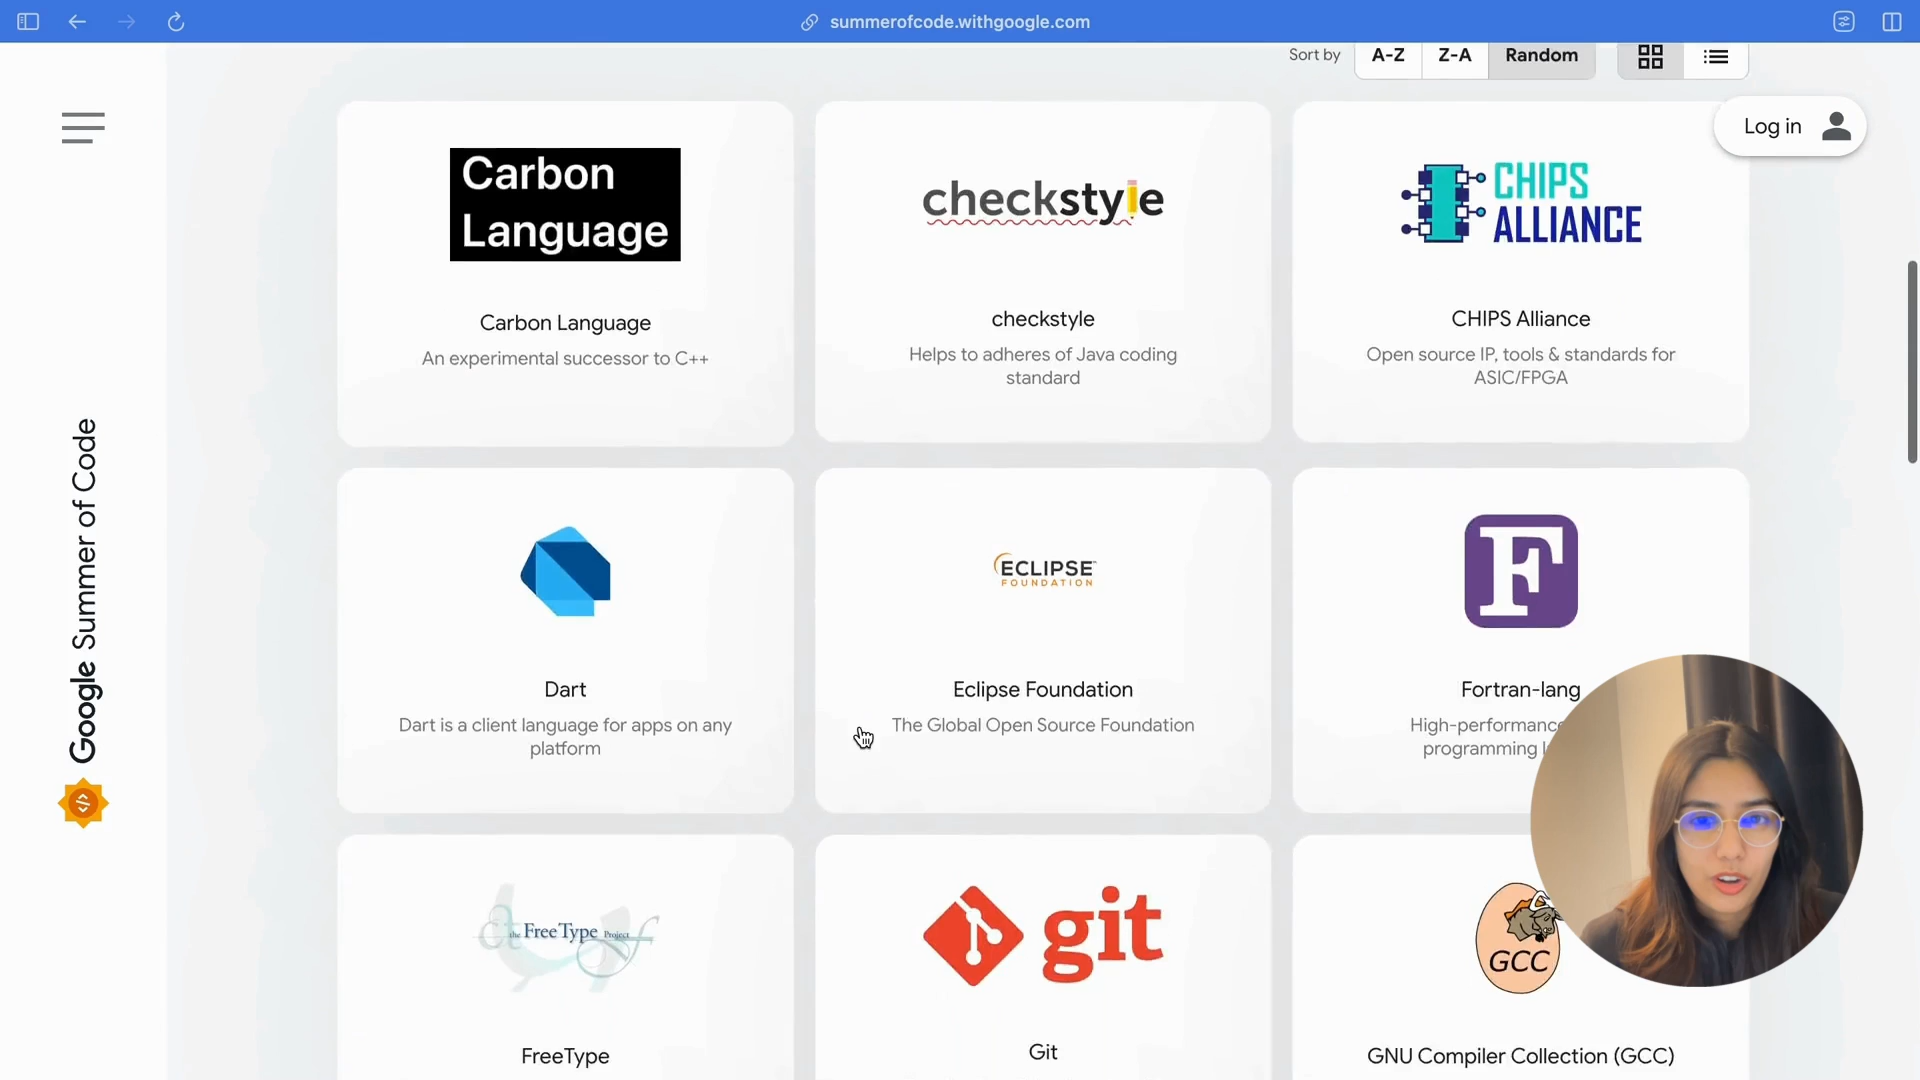 summerofcode.withgoogle.com
Sort by
A-Z
Z-A
Random
Log in
Google Summer of Code
Carbon
Language
Carbon Language
An experimental successor to C++
checkstyle
checkstyle
Helps to adheres of Java coding
standard
CHIPS
ALLIANCE
CHIPS Alliance
Open source IP, tools & standards for
ASIC/FPGA
Dart
Dart is a client language for apps on any
platform
ECLIPSE
FOUNDATION
Eclipse Foundation
The Global Open Source Foundation
F
Fortran-lang
High-performance
programming
the FreeType Project
FreeType
git
Git
GCC
GNU Compiler Collection (GCC)